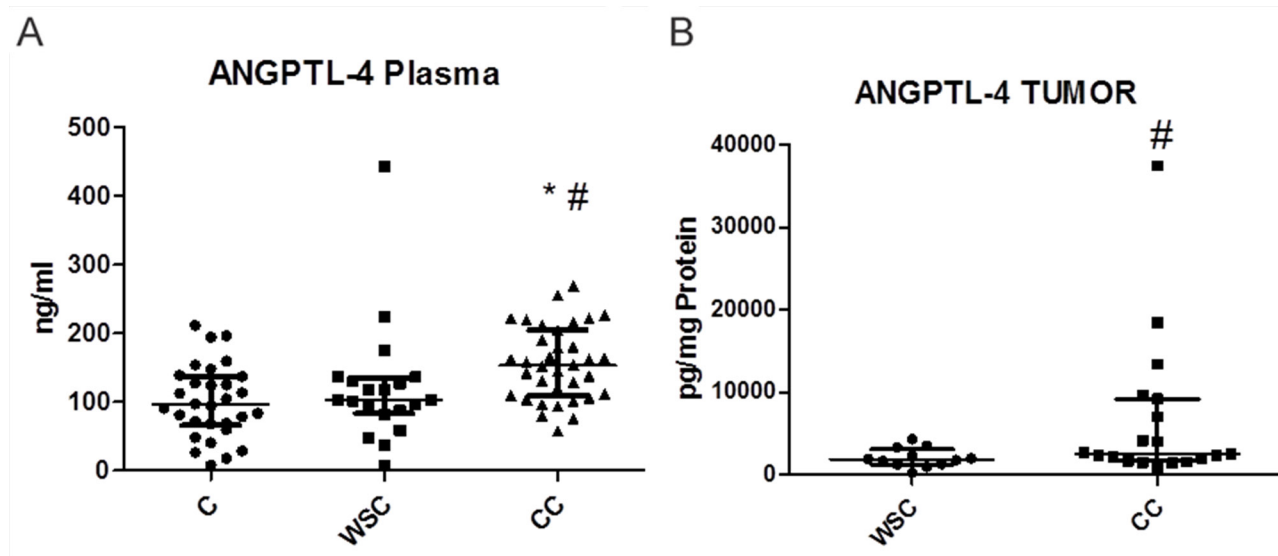 A
ANGPTL-4 Plasma
ng/ml
500
400
300
200
100
0
* #
C
WSC
CC
B
ANGPTL-4 TUMOR
pg/mg Protein
40000
30000
20000
10000
0
#
WSC
CC